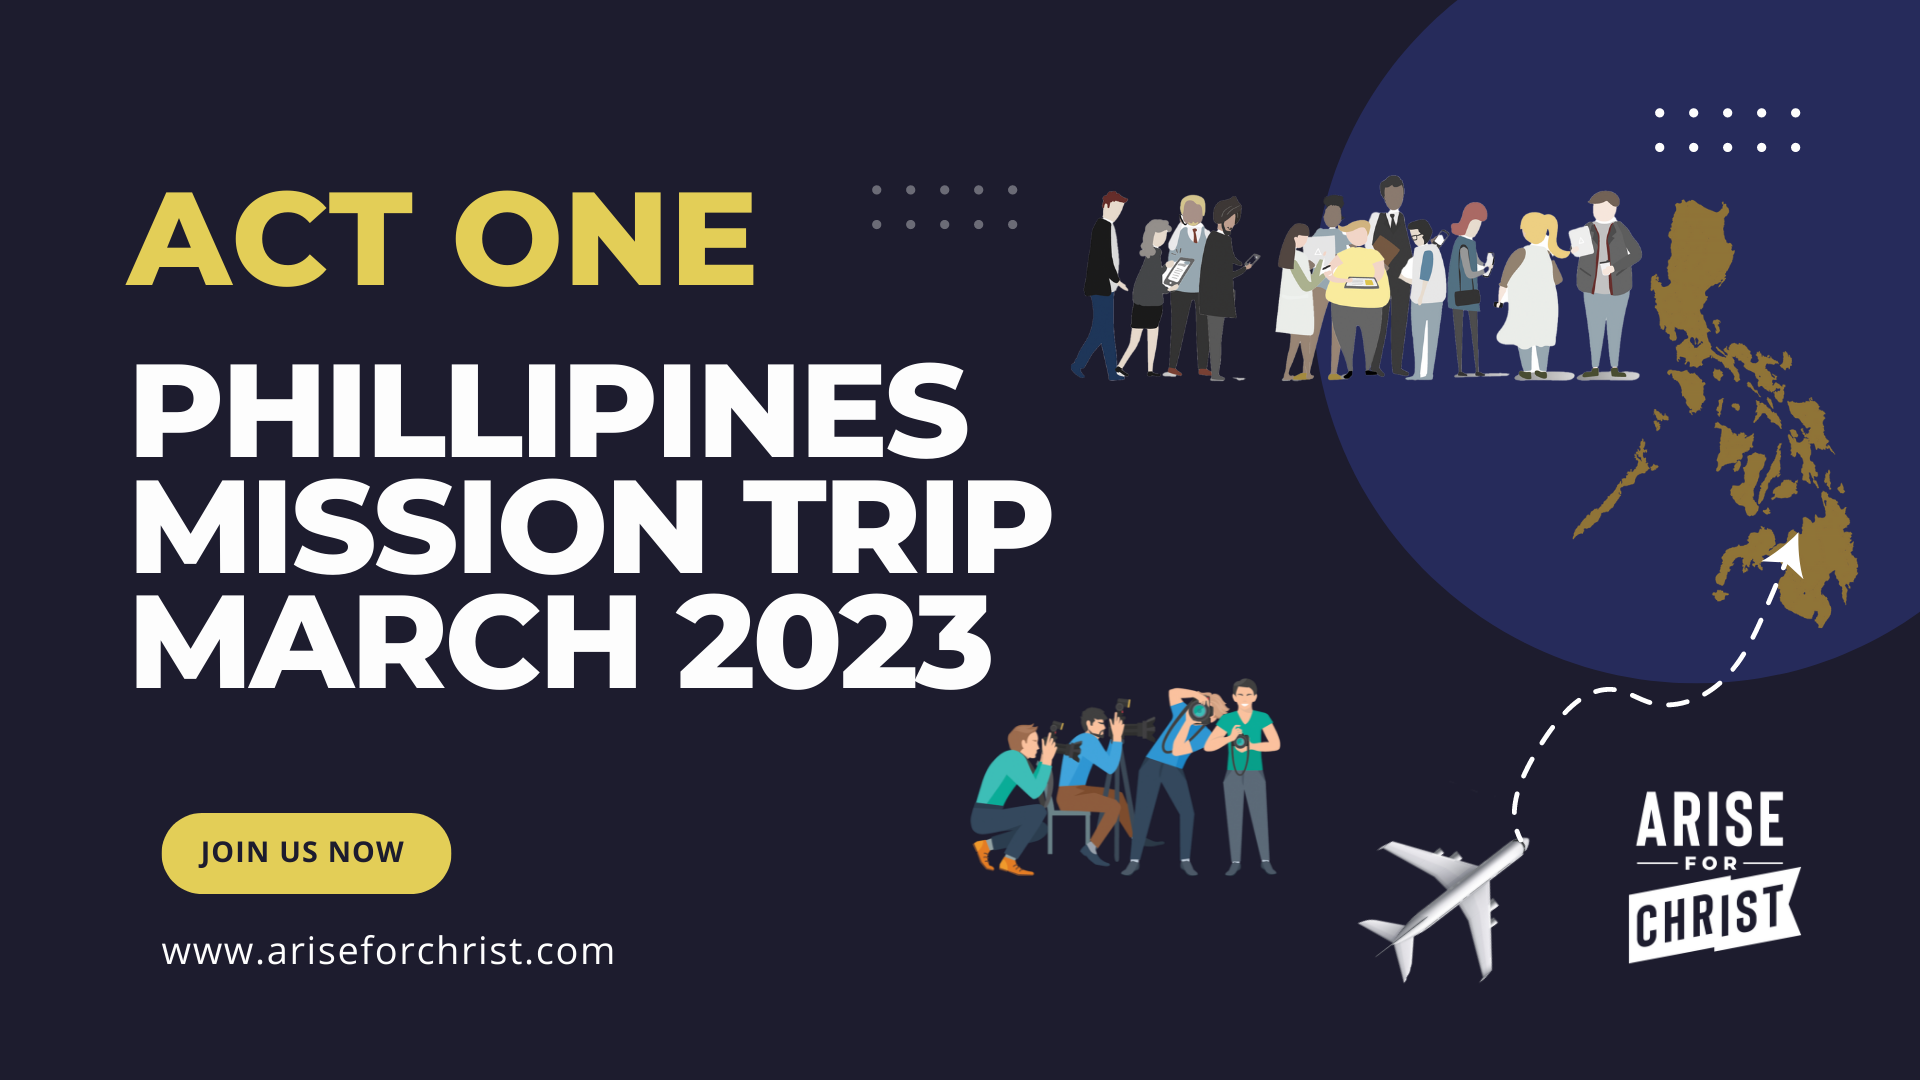 ACT ONE
PHILLIPINES
MISSION TRIP
MARCH 2023
JOIN US NOW
www.ariseforchrist.com
ARISE
FOR
CHRIST